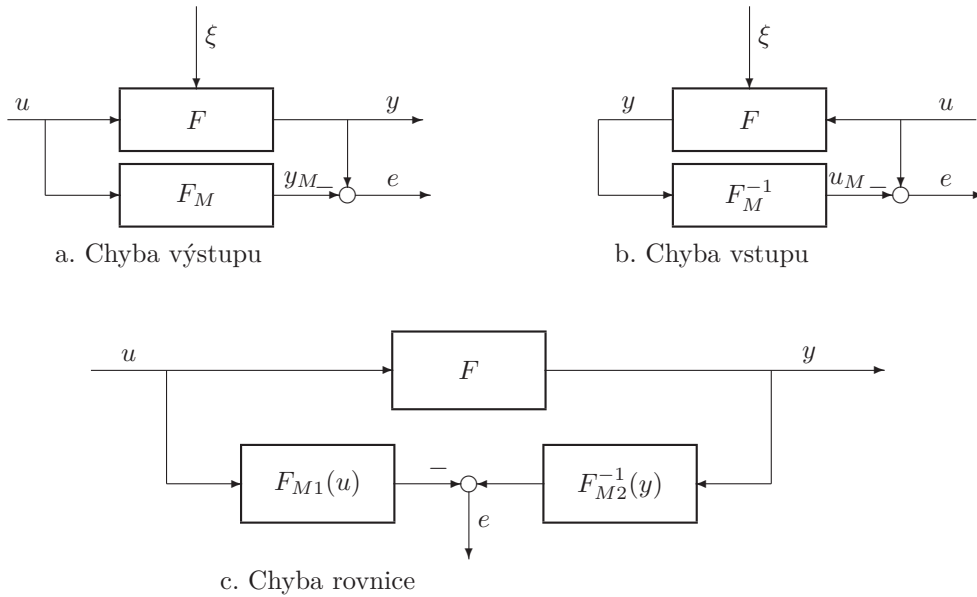 ξ
u
F
y
F_M
y_M
−
e
a. Chyba výstupu
ξ
y
F
u
F_M^{-1}
u_M
−
e
b. Chyba vstupu
u
F
y
F_{M1}(u)
−
F_{M2}^{-1}(y)
e
c. Chyba rovnice